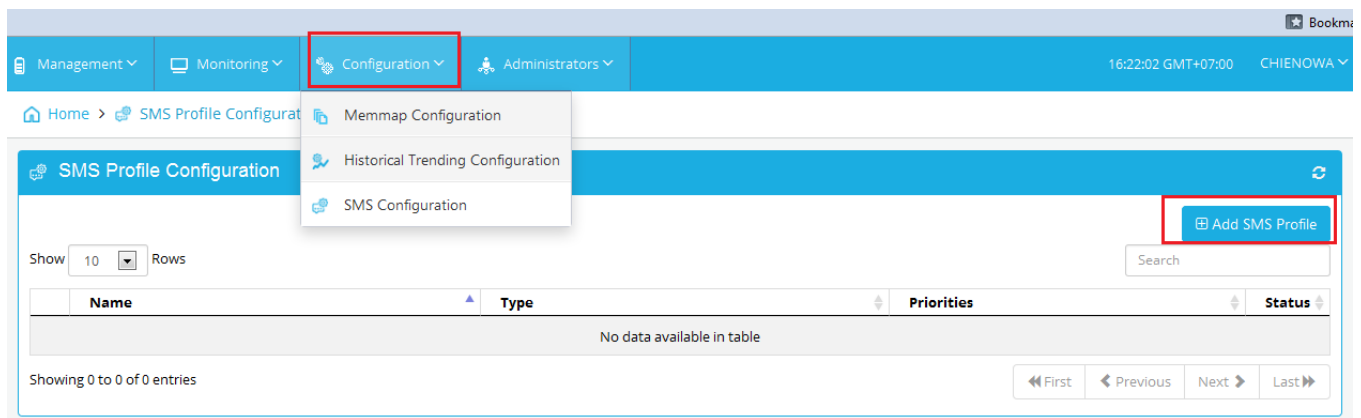 Bookma
Management Monitoring Configuration Administrators 16:22:02 GMT+07:00 CHIENOWA
Home > SMS Profile Configurat
Memmap Configuration
Historical Trending Configuration
SMS Configuration
SMS Profile Configuration
Add SMS Profile
Show 10 Rows Search
Name Type Priorities Status
No data available in table
Showing 0 to 0 of 0 entries First Previous Next Last